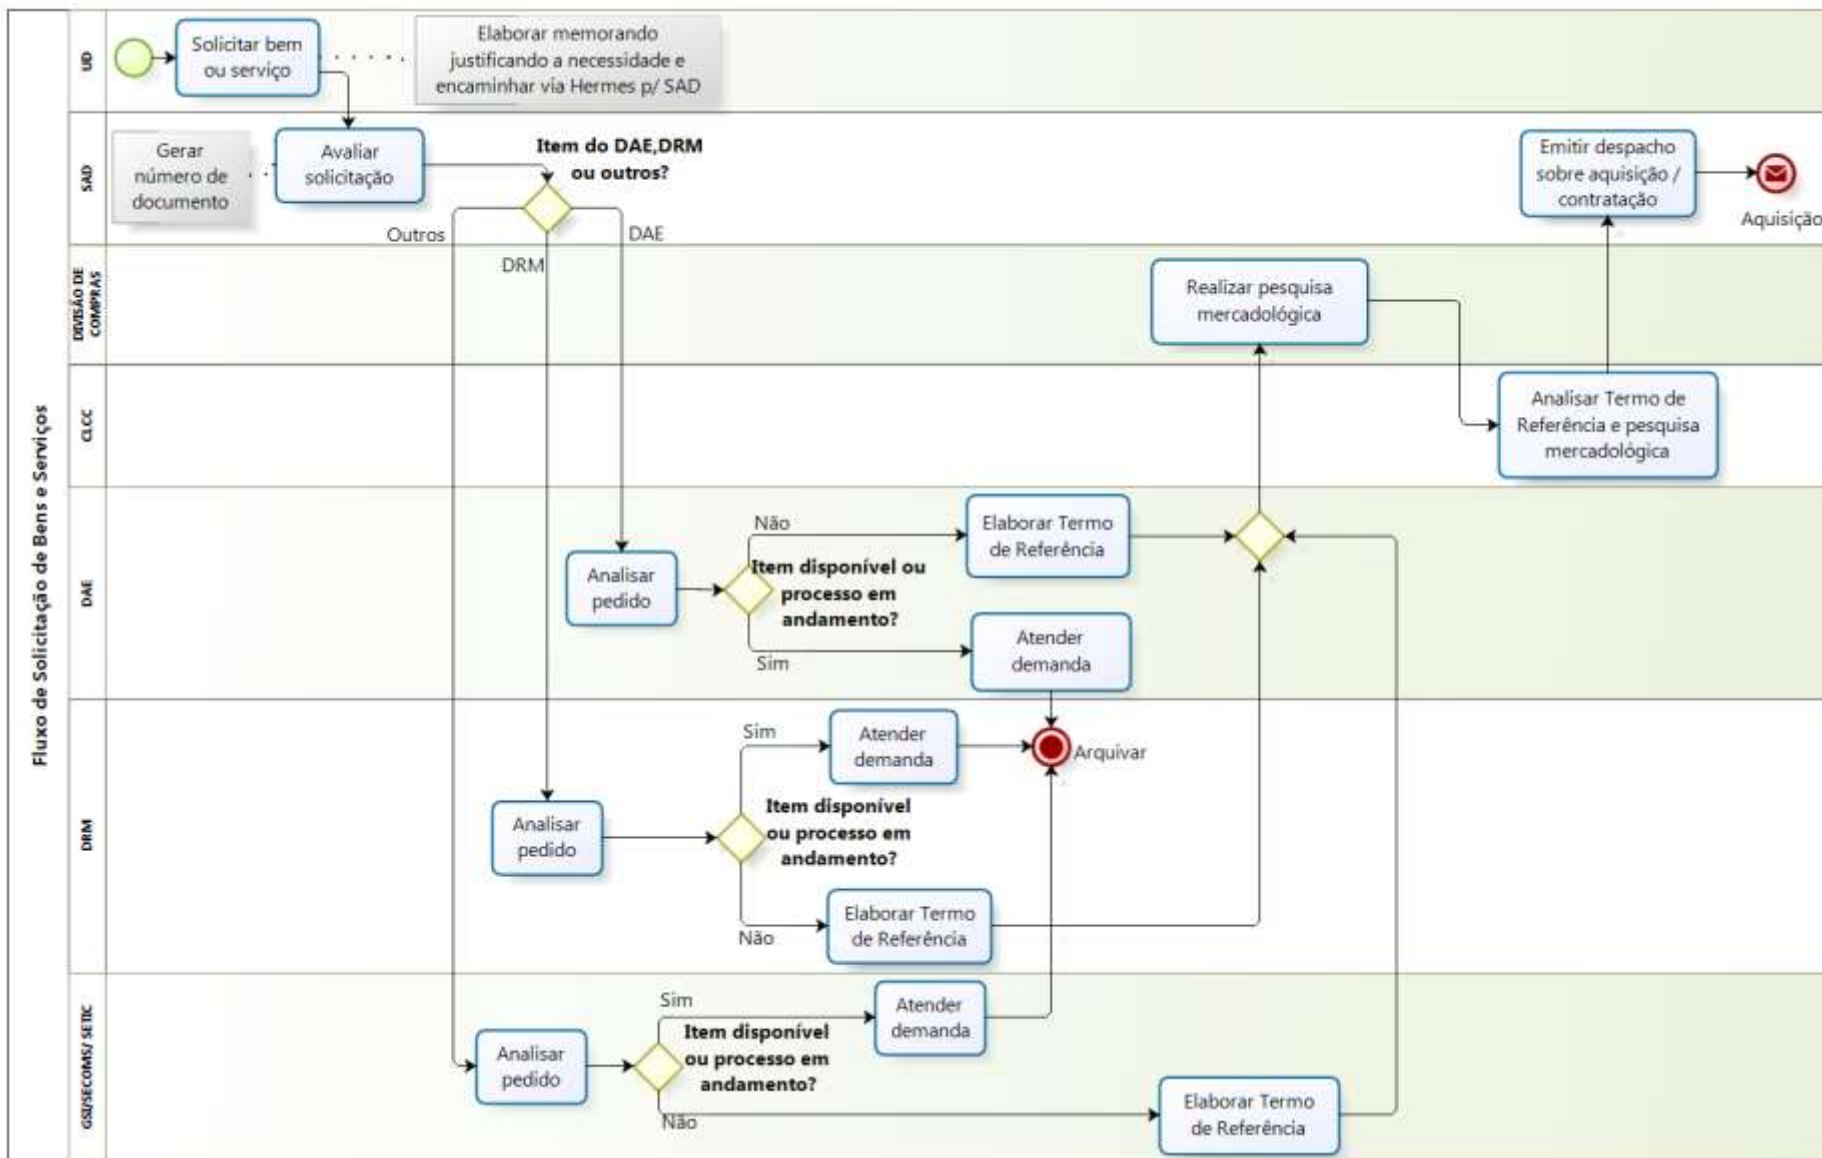 Fluxo de Solicitação de Bens e Serviços
UD
Solicitar bem
ou serviço
Elaborar memorando
justificando a necessidade e
encaminhar via Hermes p/ SAD
SAD
Gerar
número de
documento
Avaliar
solicitação
Item do DAE,DRM
ou outros?
Outros
DRM
DAE
Emitir despacho
sobre aquisição /
contratação
Aquisição
DIVISÃO DE
COMPRAS
Realizar pesquisa
mercadológica
CLCC
Analisar Termo de
Referência e pesquisa
mercadológica
DAE
Analisar
pedido
Não
Item disponível ou
processo em
andamento?
Sim
Elaborar Termo
de Referência
Atender
demanda
DRM
Analisar
pedido
Sim
Item disponível
ou processo em
andamento?
Não
Atender
demanda
Arquivar
Elaborar Termo
de Referência
GSI/SECOMS/ SETIC
Analisar
pedido
Sim
Item disponível
ou processo em
andamento?
Não
Atender
demanda
Elaborar Termo
de Referência